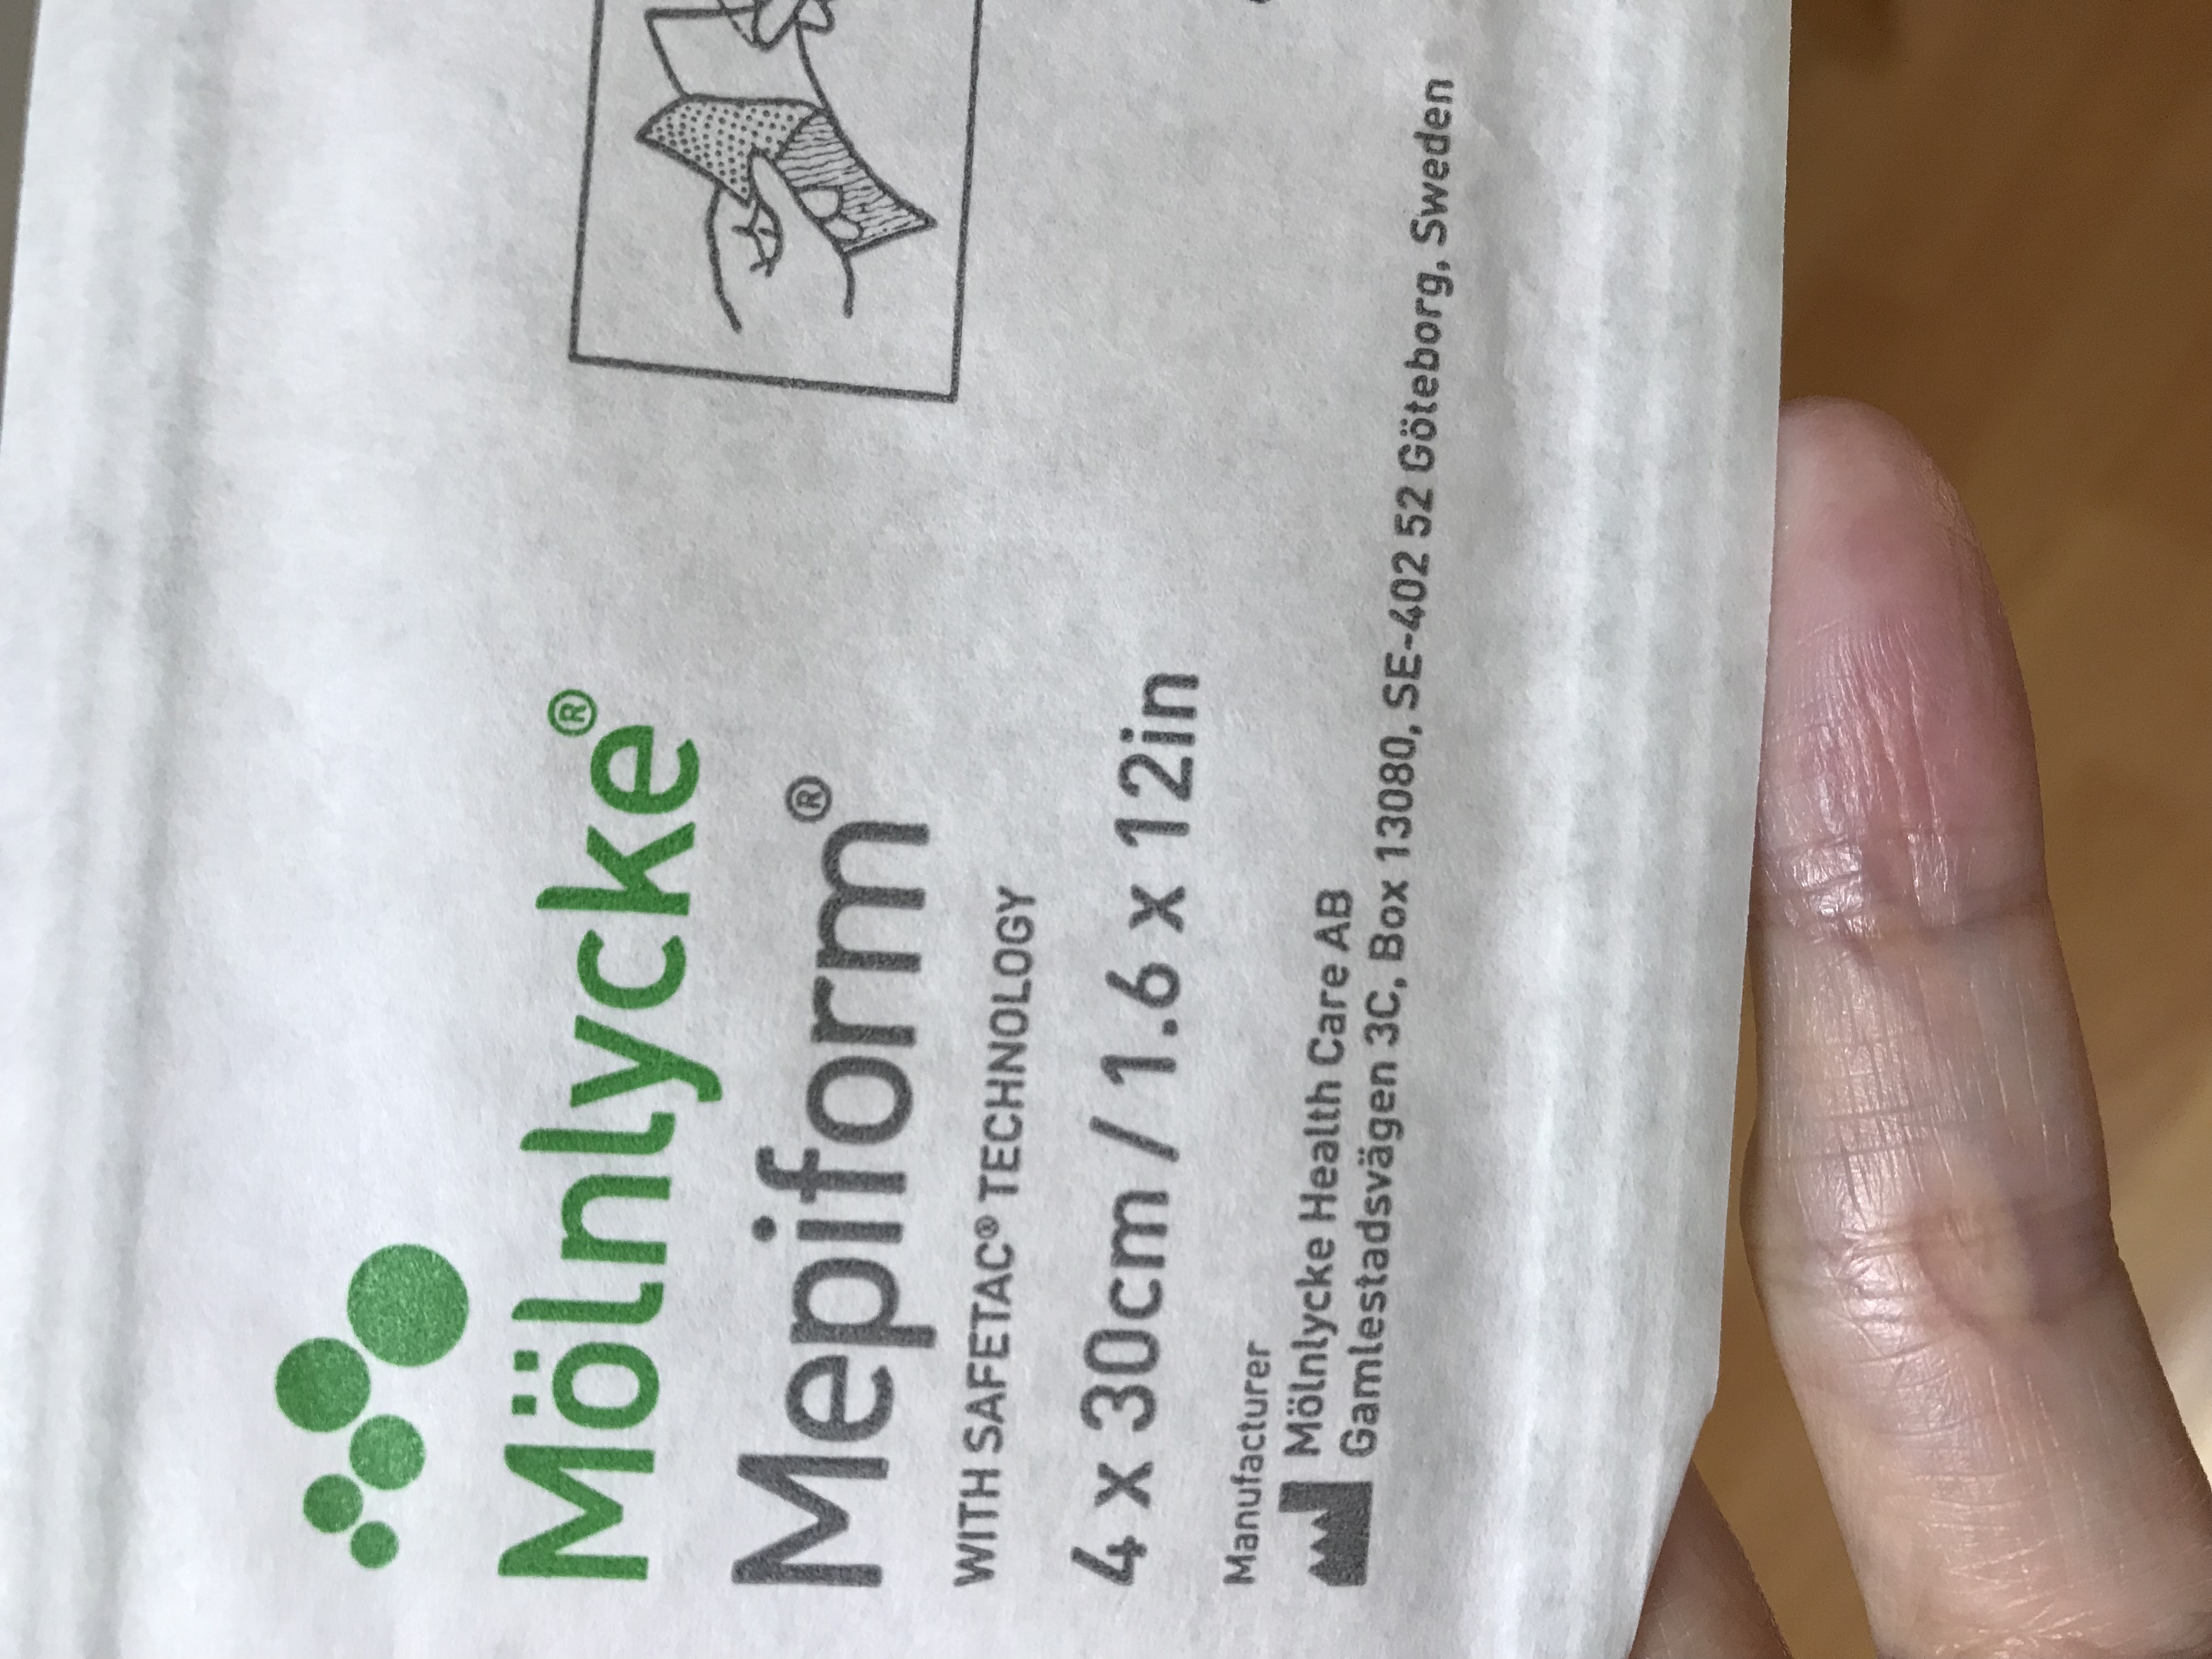 Mölnlycke®
Mepiform®
WITH SAFETAC® TECHNOLOGY
4 x 30cm / 1.6 x 12in
Manufacturer
Mölnlycke Health Care AB
Gamlestadsvägen 3C, Box 13080, SE-402 52 Göteborg, Sweden